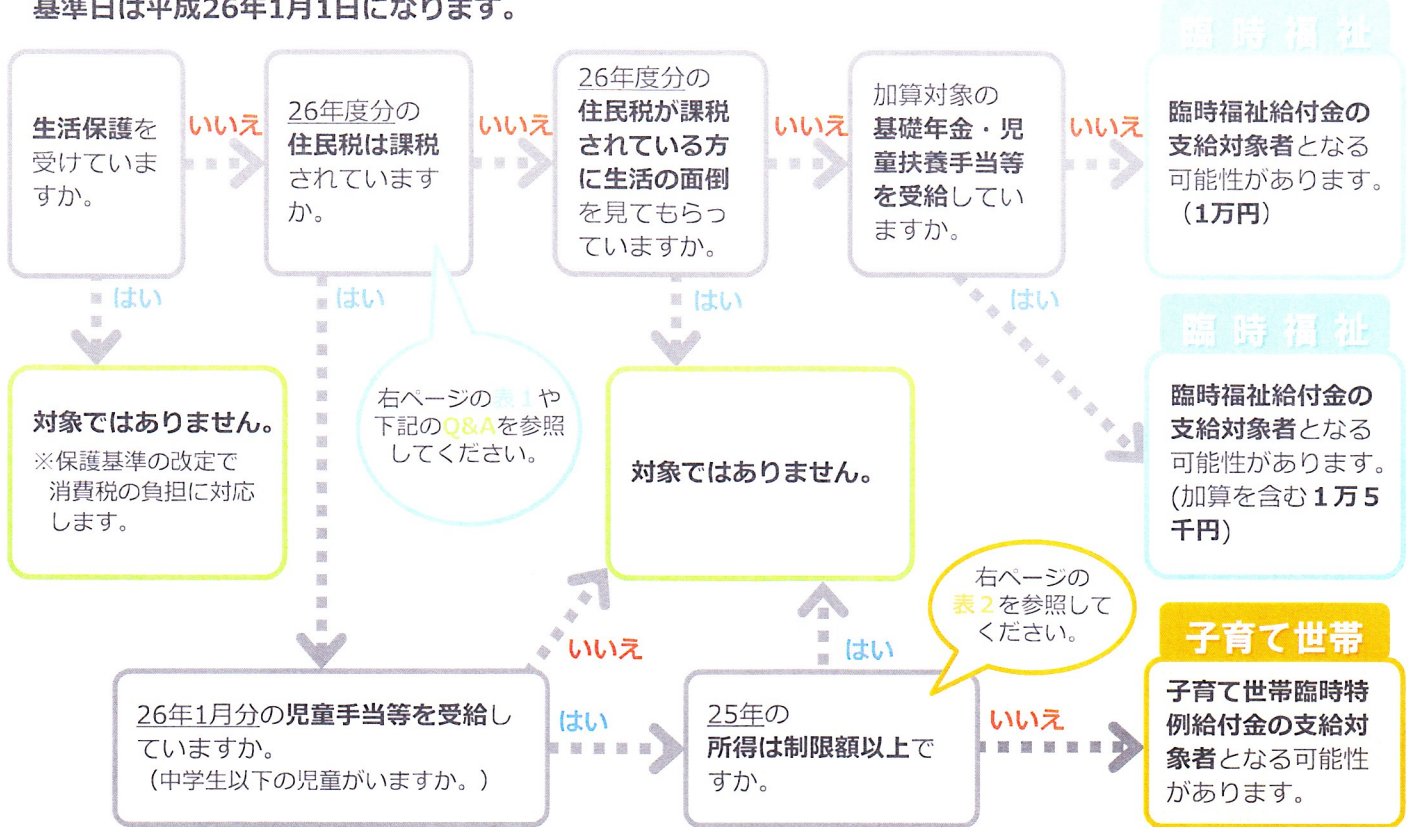 基準日は平成26年1月1日になります。
生活保護を
受けていま
すか。
いいえ
はい
26年度分の
住民税は課税
されています
か。
いいえ
はい
26年度分の
住民税が課税
されている方
に生活の面倒
を見てもらっ
ていますか。
いいえ
はい
加算対象の
基礎年金・児
童扶養手当等
を受給してい
ますか。
いいえ
はい
臨時福祉
臨時福祉給付金の
支給対象者となる
可能性があります。
（1万円）
臨時福祉
臨時福祉給付金の
支給対象者となる
可能性があります。
(加算を含む１万５
千円)
対象ではありません。
※保護基準の改定で
消費税の負担に対応
します。
右ページの表１や
下記のQ&Aを参照
してください。
対象ではありません。
右ページの
表２を参照して
ください。
26年1月分の児童手当等を受給し
ていますか。
（中学生以下の児童がいますか。）
いいえ
はい
25年の
所得は制限額以上で
すか。
はい
いいえ
子育て世帯
子育て世帯臨時特
例給付金の支給対
象者となる可能性
があります。